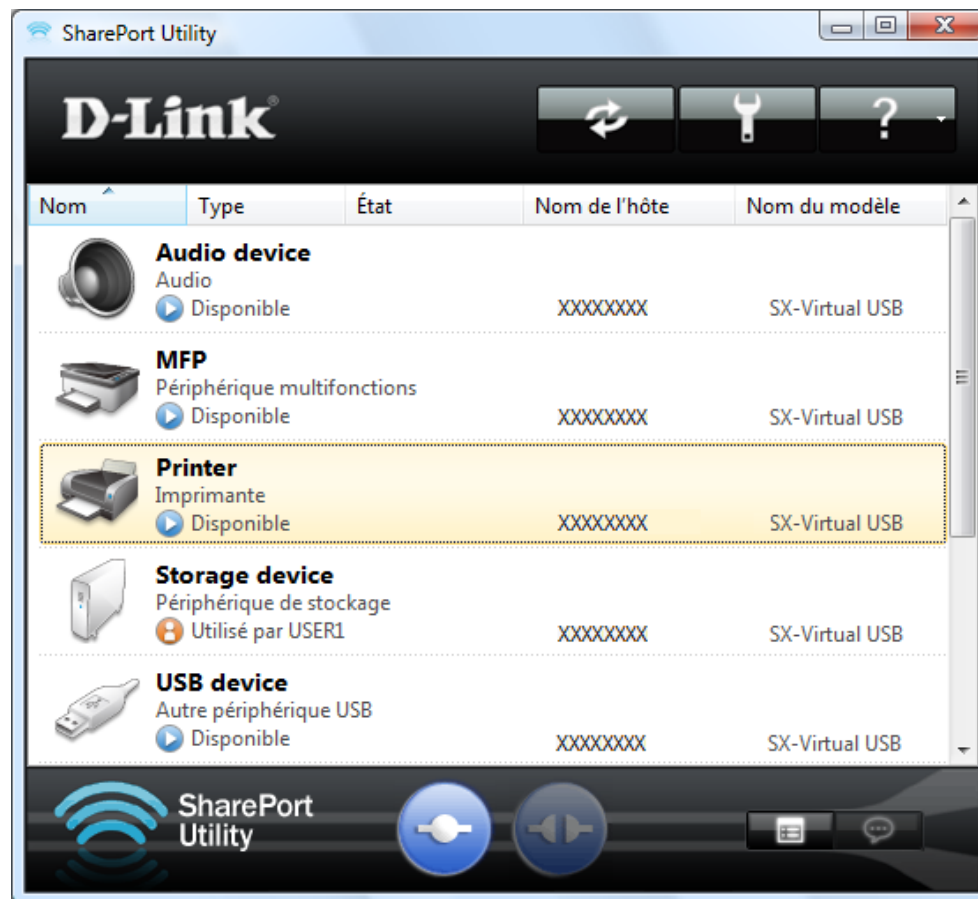 SharePort Utility
D-Link®
?
Nom Type État Nom de l'hôte Nom du modèle
Audio device
Audio
Disponible XXXXXXXX SX-Virtual USB
MFP
Périphérique multifonctions
Disponible XXXXXXXX SX-Virtual USB
Printer
Imprimante
Disponible XXXXXXXX SX-Virtual USB
Storage device
Périphérique de stockage
Utilisé par USER1 XXXXXXXX SX-Virtual USB
USB device
Autre périphérique USB
Disponible XXXXXXXX SX-Virtual USB
SharePort
Utility